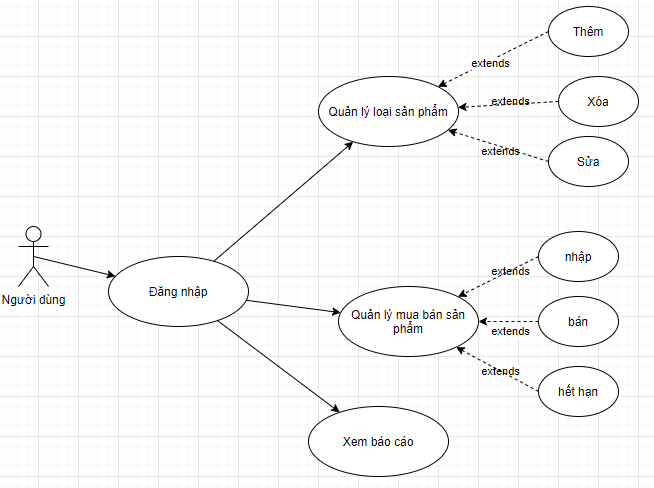 Thêm
extends
Quản lý loại sản phẩm
extends
Xóa
extends
Sửa
Người dùng
Đăng nhập
nhập
extends
Quản lý mua bán sản
phẩm
bán
extends
extends
hết hạn
Xem báo cáo